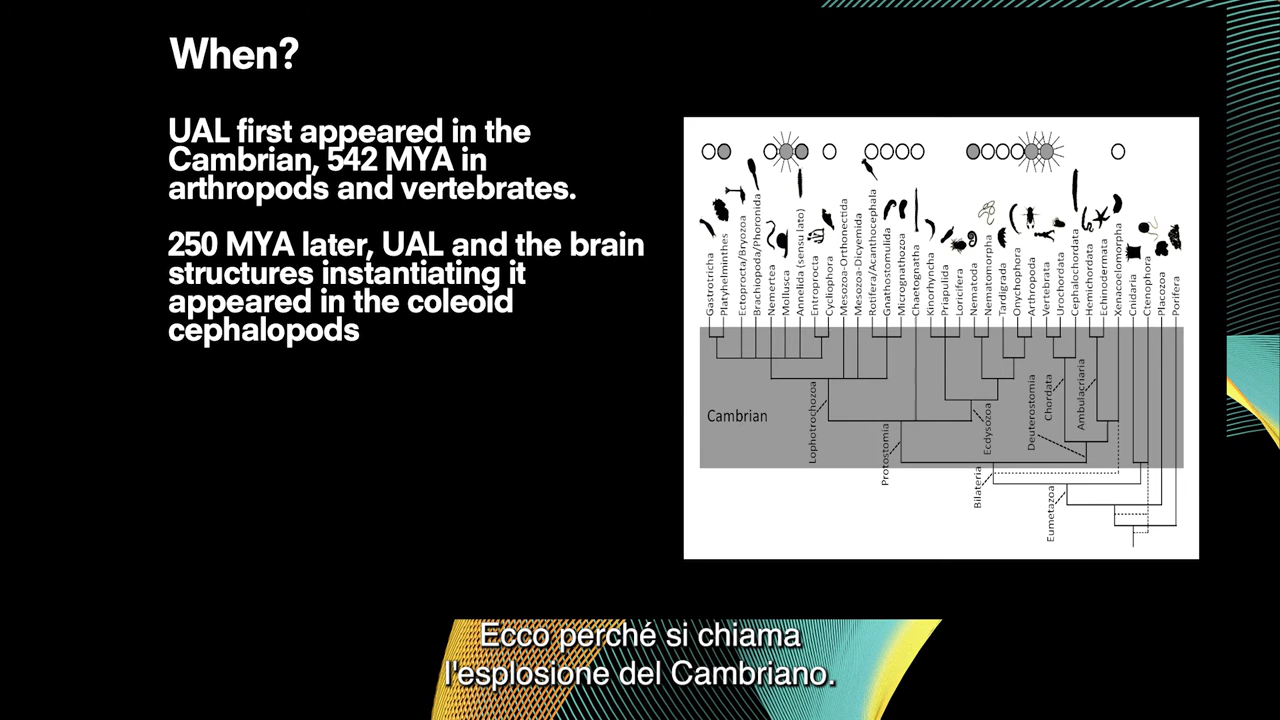 When?
UAL first appeared in the
Cambrian, 542 MYA in
arthropods and vertebrates.
250 MYA later, UAL and the brain
structures instantiating it
appeared in the coleoid
cephalopods
Gastrotricha
Platyhelminthes
Ectoprocta/Bryozoa
Brachiopoda/Phoronida
Nemertea
Mollusca
Annelida (sensu lato)
Entoprocta
Cycliophora
Mesozoa-Orthonectida
Mesozoa-Dicyemida
Rotifera/Acanthocephala
Gnathostomulida
Micrognathozoa
Chaetognatha
Kinorhyncha
Priapulida
Loricifera
Nematoda
Nematomorpha
Tardigrada
Onychophora
Arthropoda
Vertebrata
Urochordata
Cephalochordata
Hemichordata
Echinodermata
Xenacoelomorpha
Cnidaria
Ctenophora
Placozoa
Porifera
Cambrian
Lophotrochozoa
Protostomia
Ecdysozoa
Bilateria
Deuterostomia
Chordata
Ambulacriaria
Eumetazoa
Ecco perché si chiama
l'esplosione del Cambriano.